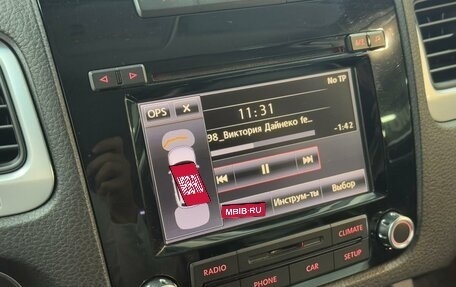 No TP
OPS ×
11:31
98_Виктория Дайнеко fe...
-1:42
Инструм-ты
Выбор
MBIB.RU
RADIO
PHONE
CAR
CLIMATE
SETUP